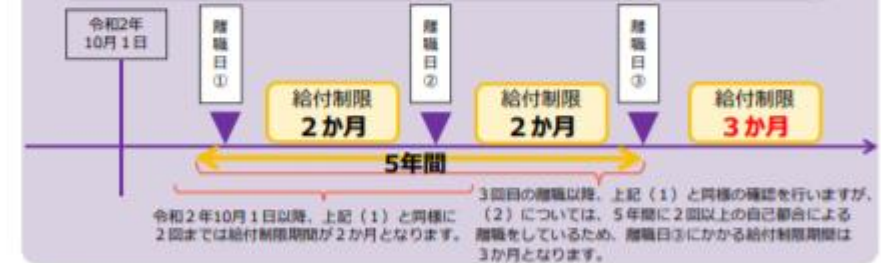 令和2年
10月1日
離職日①
離職日②
離職日③
給付制限
2か月
給付制限
2か月
給付制限
3か月
5年間
令和2年10月1日以降、上記（1）と同様に
2回までは給付制限期間が2か月となります。
3回目の離職以降、上記（1）と同様の確認を行いますが、
（2）については、5年間に2回以上の自己都合による
離職をしているため、離職日③にかかる給付制限期間は
3か月となります。